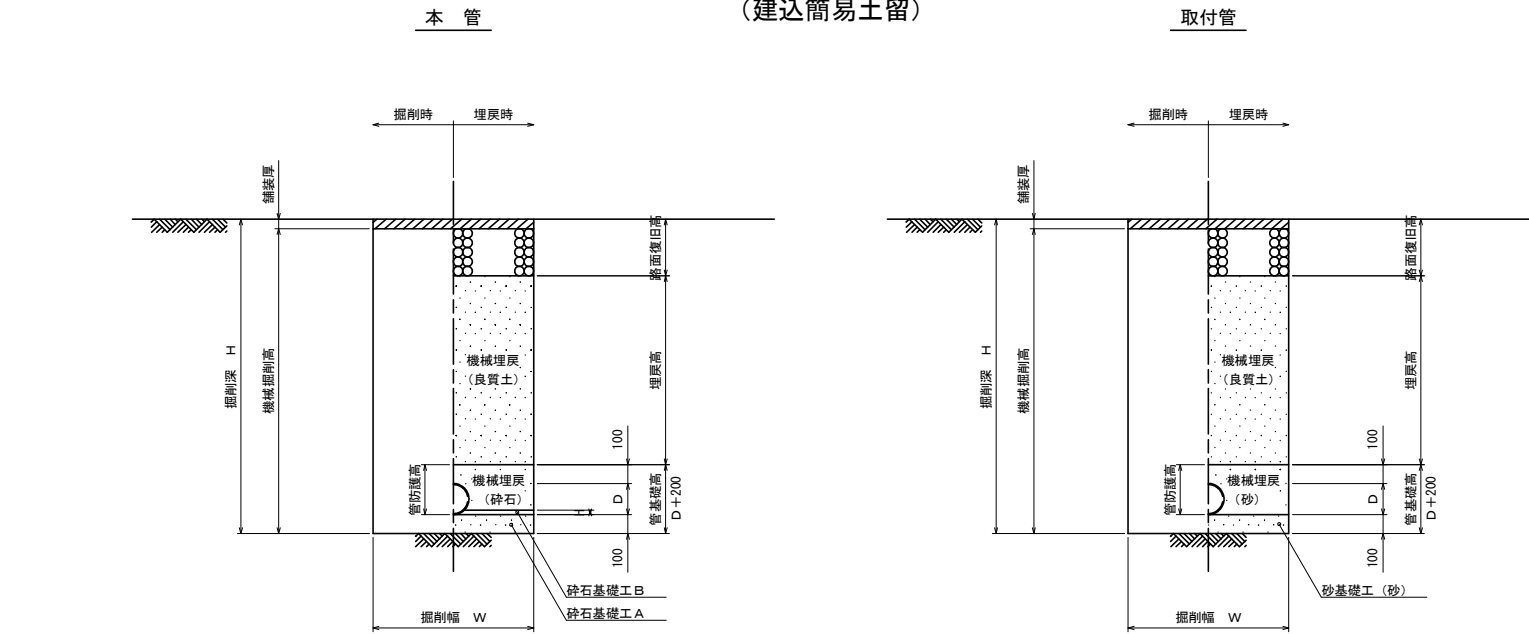 （建込簡易土留）
本　管
掘削時
埋戻時
舗装厚
掘削深　H
機械掘削高
路面復旧高
埋戻高
機械埋戻
（良質土）
100
管防護高
機械埋戻
（砕石）
D
H
管基礎高
D＋200
100
砕石基礎工B
砕石基礎工A
掘削幅　W
取付管
掘削時
埋戻時
舗装厚
掘削深　H
機械掘削高
路面復旧高
埋戻高
機械埋戻
（良質土）
100
管防護高
機械埋戻
（砂）
D
管基礎高
D＋200
100
砂基礎工（砂）
掘削幅　W